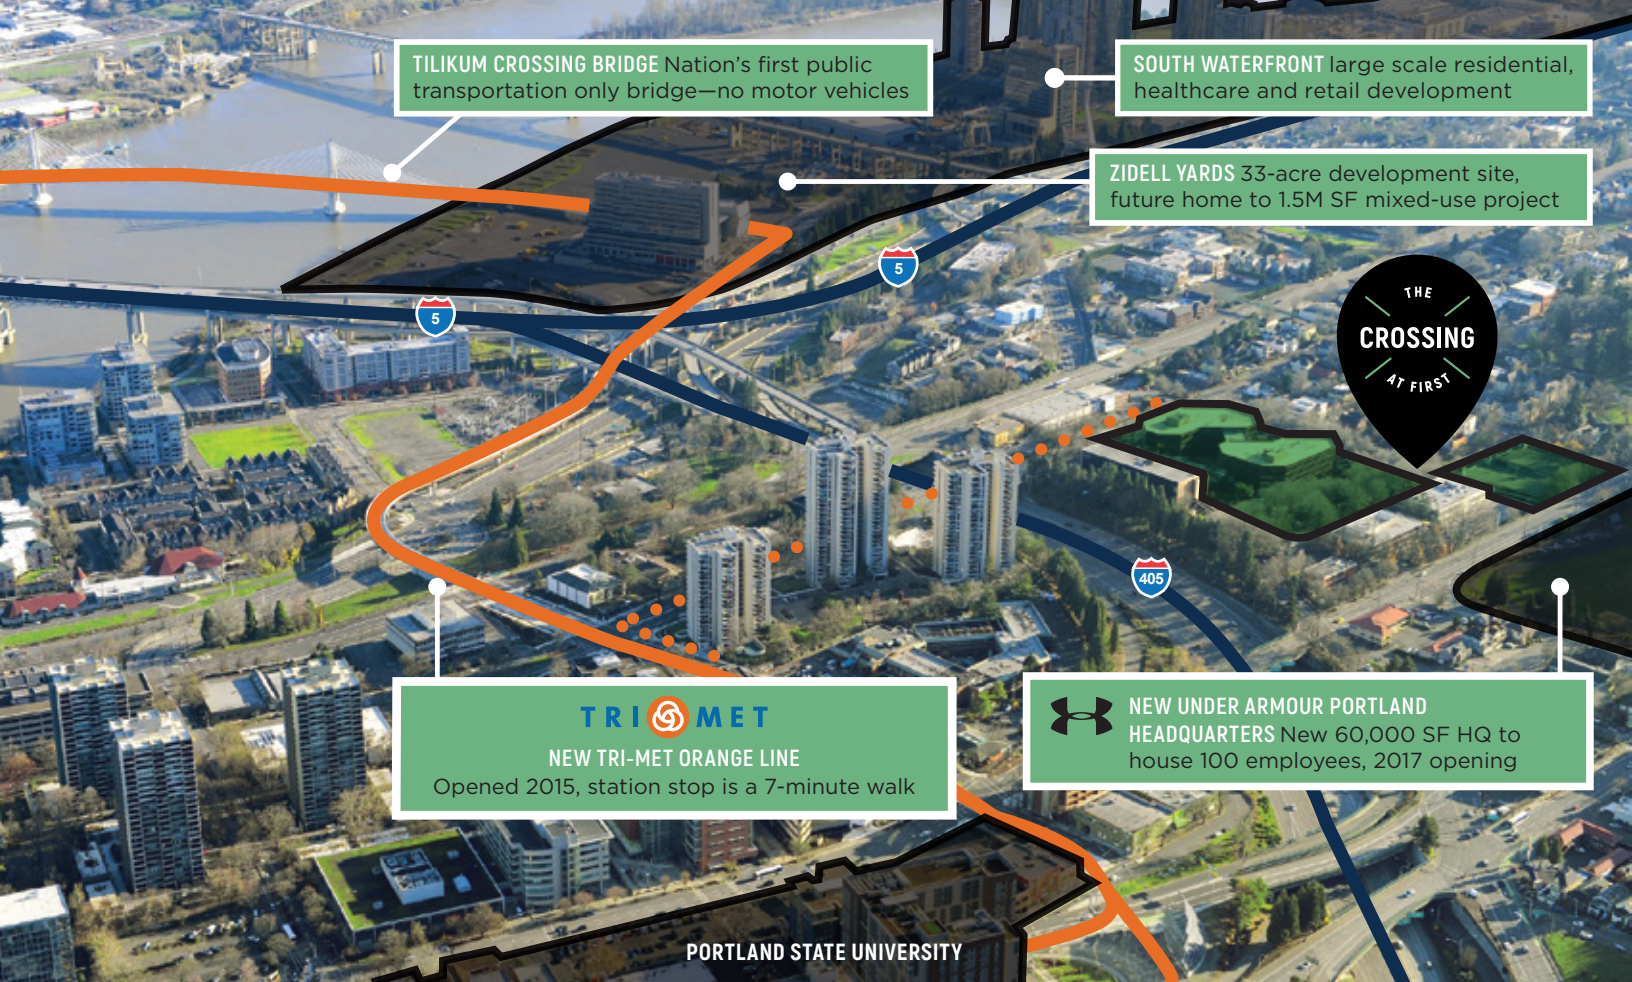 TILIKUM CROSSING BRIDGE Nation’s first public
transportation only bridge—no motor vehicles
SOUTH WATERFRONT large scale residential,
healthcare and retail development
ZIDELL YARDS 33-acre development site,
future home to 1.5M SF mixed-use project
5
5
THE
CROSSING
AT FIRST
405
TRI MET
NEW TRI-MET ORANGE LINE
Opened 2015, station stop is a 7-minute walk
NEW UNDER ARMOUR PORTLAND
HEADQUARTERS New 60,000 SF HQ to
house 100 employees, 2017 opening
PORTLAND STATE UNIVERSITY